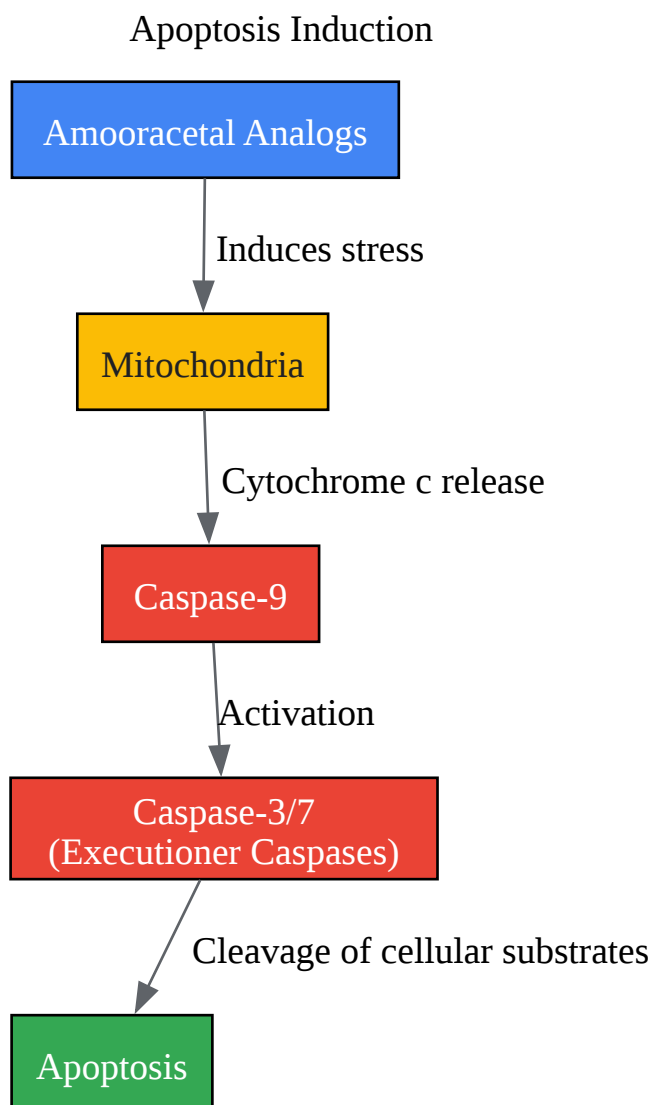 Apoptosis Induction
Amooracetal Analogs
Induces stress
Mitochondria
Cytochrome c release
Caspase-9
Activation
Caspase-3/7
(Executioner Caspases)
Cleavage of cellular substrates
Apoptosis